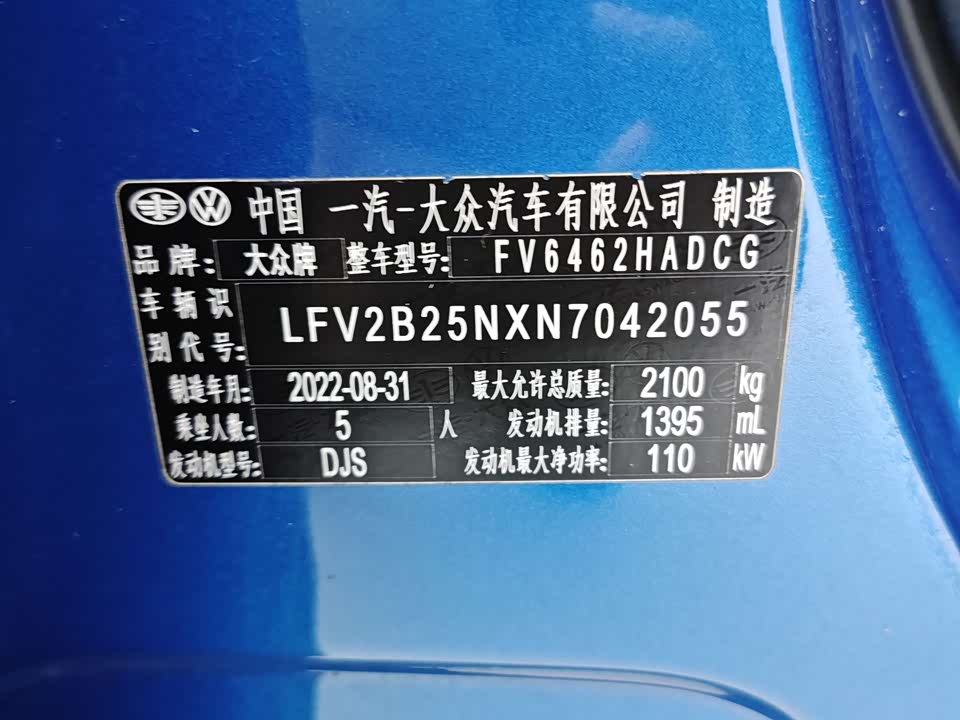 中国 一汽-大众汽车有限公司 制造
品牌: 大众牌 整车型号: FV6462HADCG
车辆识别代号: LFV2B25NXN7042055
制造年月: 2022-08-31 最大允许总质量: 2100 kg
乘坐人数: 5 人 发动机排量: 1395 mL
发动机型号: DJS 发动机最大净功率: 110 kW